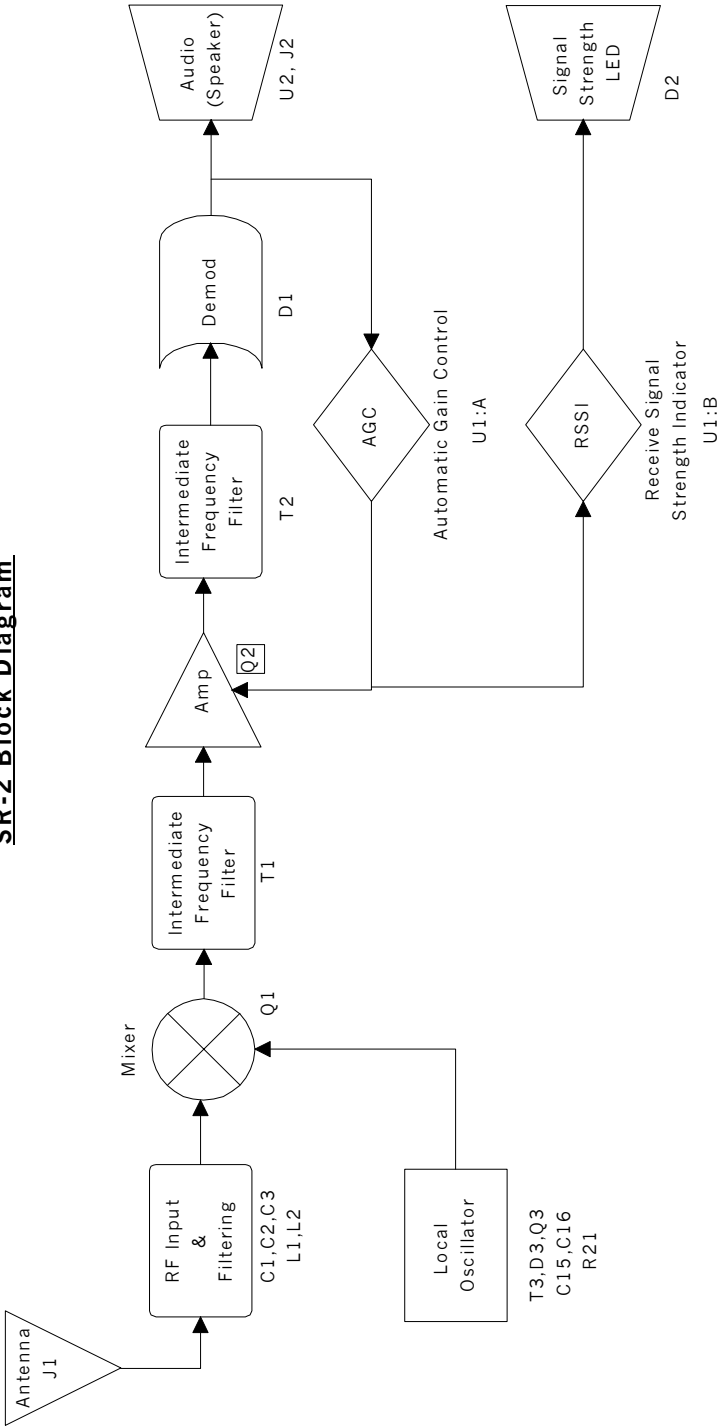 SR-2 Block Diagram
Antenna
J1
RF Input
&
Filtering
C1,C2,C3
L1,L2
Mixer
Q1
Local
Oscillator
T3,D3,Q3
C15,C16
R21
Intermediate
Frequency
Filter
T1
Amp
Q2
Intermediate
Frequency
Filter
T2
Demod
D1
Audio
(Speaker)
U2, J2
AGC
Automatic Gain Control
U1:A
RSSI
Receive Signal
Strength Indicator
U1:B
Signal
Strength
LED
D2